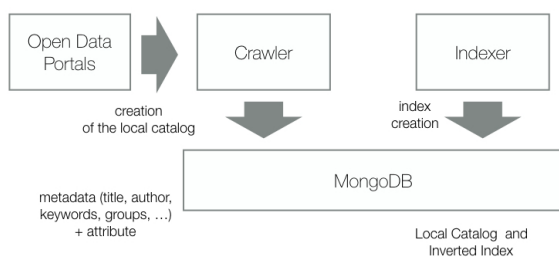 Open Data
Portals
Crawler
Indexer
creation
of the local catalog
index
creation
MongoDB
metadata (title, author,
keywords, groups, ...)
+ attribute
Local Catalog and
Inverted Index